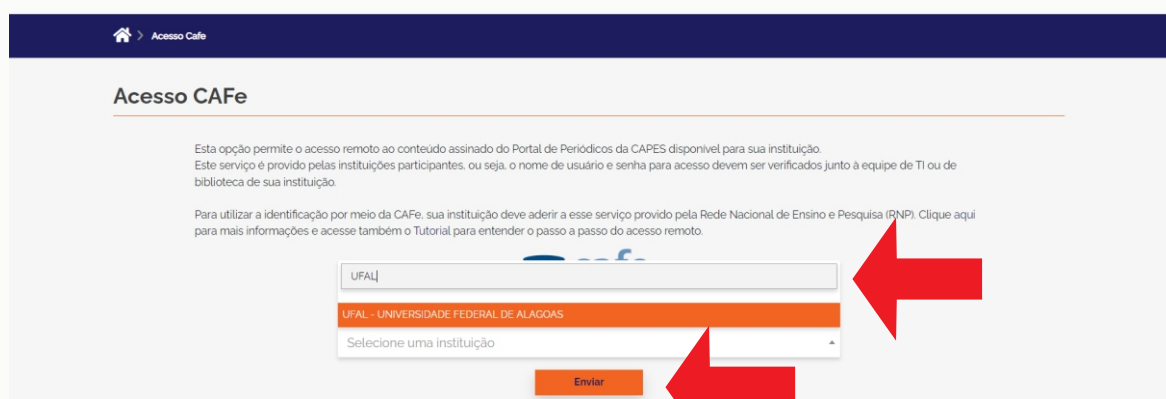 Acesso Cafe
Acesso CAFe
Esta opção permite o acesso remoto ao conteúdo assinado do Portal de Periódicos da CAPES disponível para sua instituição.
Este serviço é provido pelas instituições participantes, ou seja, o nome de usuário e senha para acesso devem ser verificados junto à equipe de TI ou de
biblioteca de sua instituição.
Para utilizar a identificação por meio da CAFe, sua instituição deve aderir a esse serviço provido pela Rede Nacional de Ensino e Pesquisa (RNP). Clique aqui
para mais informações e acesse também o Tutorial para entender o passo a passo do acesso remoto.
cafe
UFAL
UFAL - UNIVERSIDADE FEDERAL DE ALAGOAS
Selecione uma instituição
Enviar